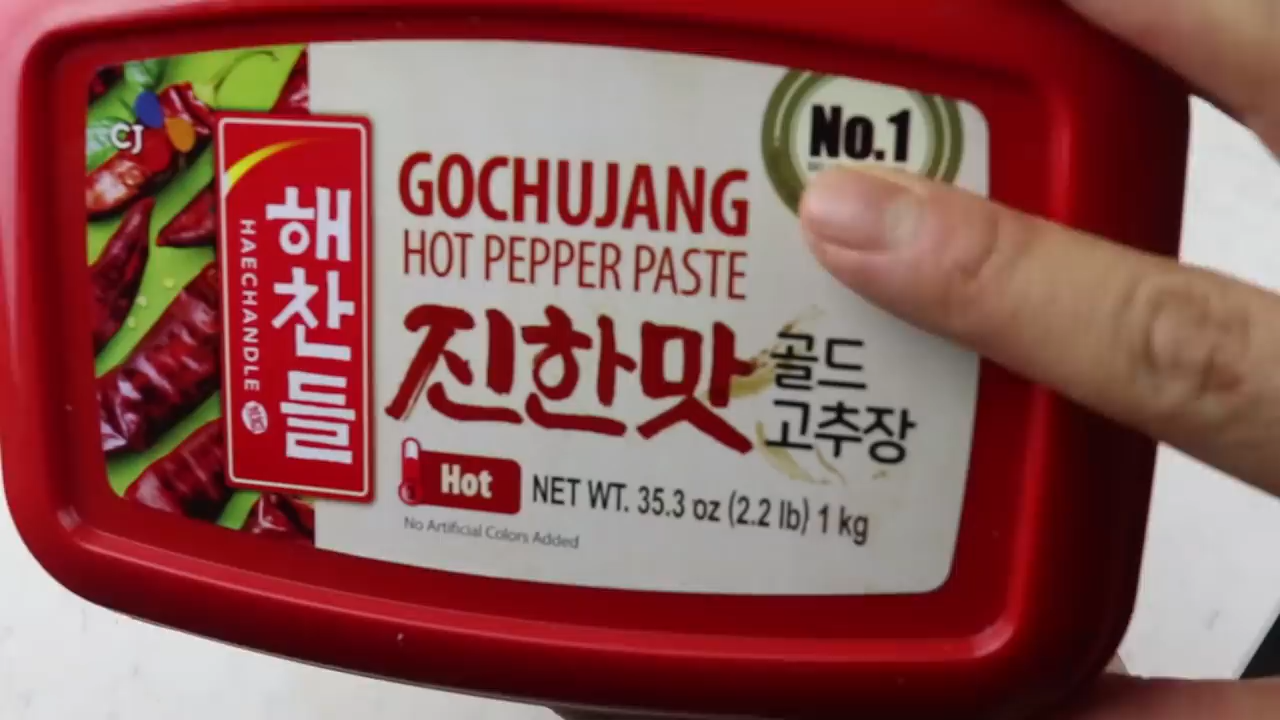 CJ
해찬들
HAECHANDLE
GOCHUJANG
HOT PEPPER PASTE
진한맛
골드
고추장
Hot
NET WT. 35.3 oz (2.2 lb) 1 kg
No Artificial Colors Added
No.1